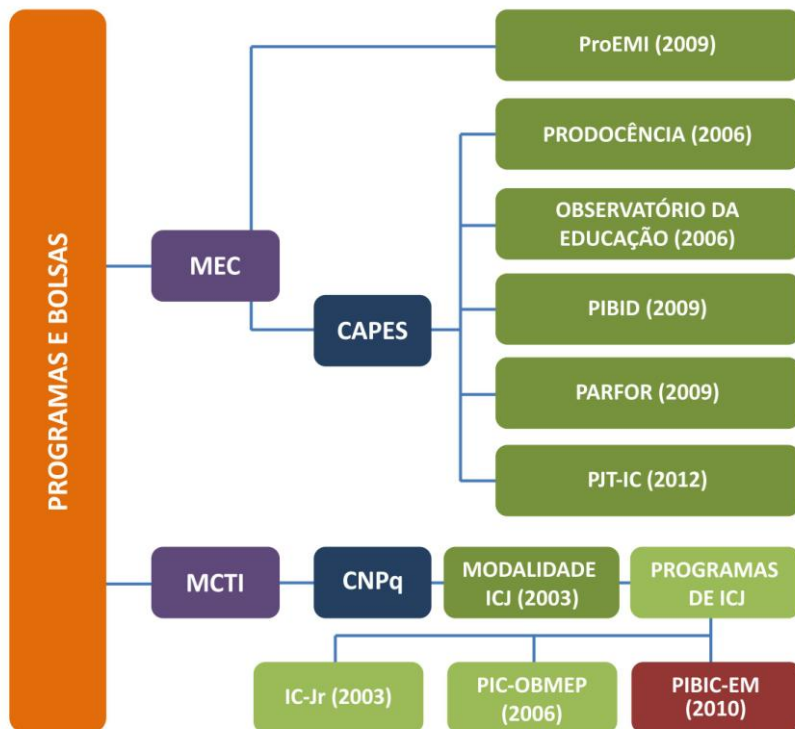 PROGRAMAS E BOLSAS
ProEMI (2009)
PRODOCÊNCIA (2006)
OBSERVATÓRIO DA
EDUCAÇÃO (2006)
MEC
CAPES
PIBID (2009)
PARFOR (2009)
PJT-IC (2012)
MCTI
CNPq
MODALIDADE
ICJ (2003)
PROGRAMAS
DE ICJ
IC-Jr (2003)
PIC-OBMEP
(2006)
PIBIC-EM
(2010)